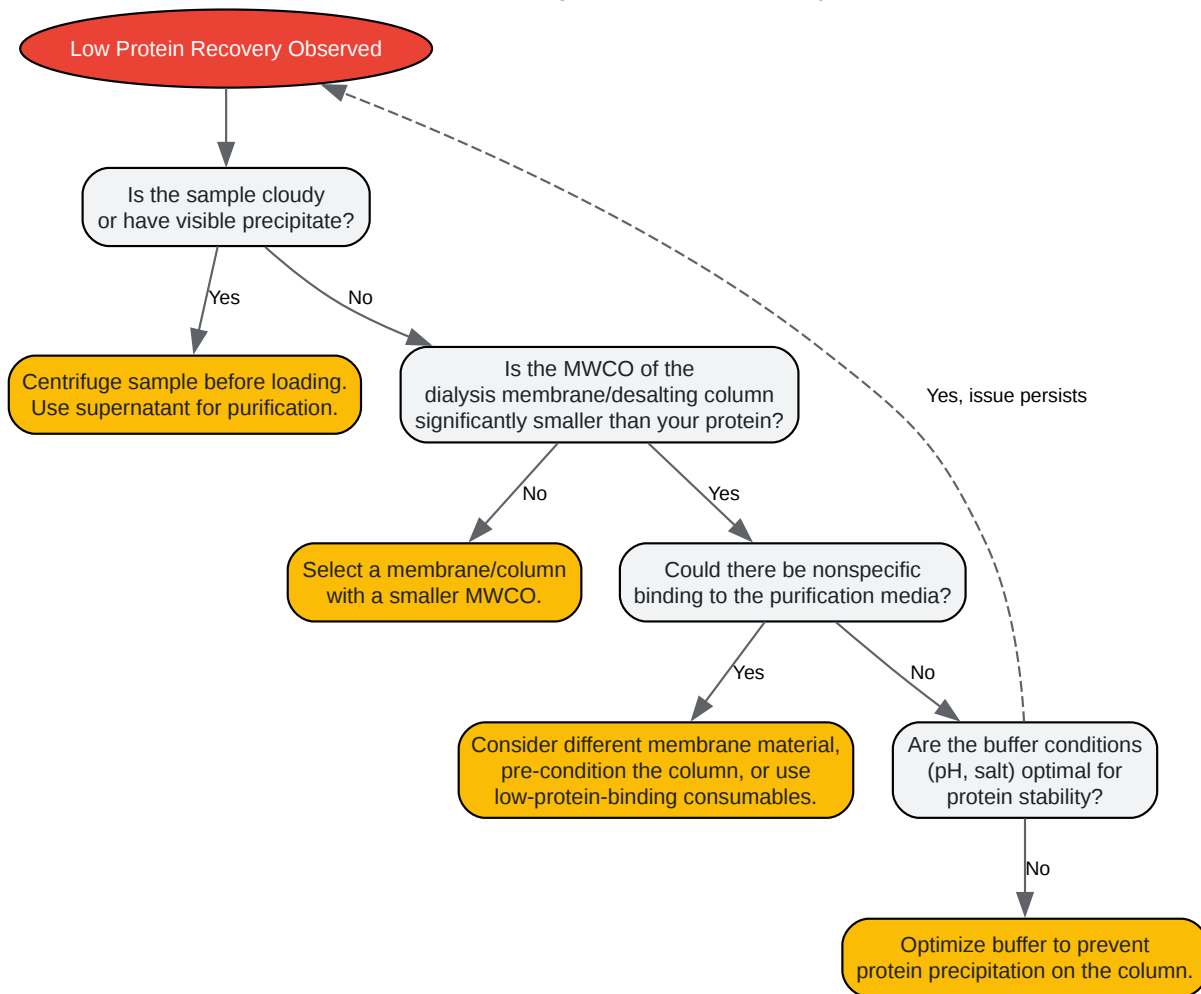 Low Protein Recovery Observed
Is the sample cloudy
or have visible precipitate?
Yes
No
Centrifuge sample before loading.
Use supernatant for purification.
Is the MWCO of the
dialysis membrane/desalting column
significantly smaller than your protein?
Yes, issue persists
No
Yes
Select a membrane/column
with a smaller MWCO.
Could there be nonspecific
binding to the purification media?
Yes
No
Consider different membrane material,
pre-condition the column, or use
low-protein-binding consumables.
Are the buffer conditions
(pH, salt) optimal for
protein stability?
No
Optimize buffer to prevent
protein precipitation on the column.